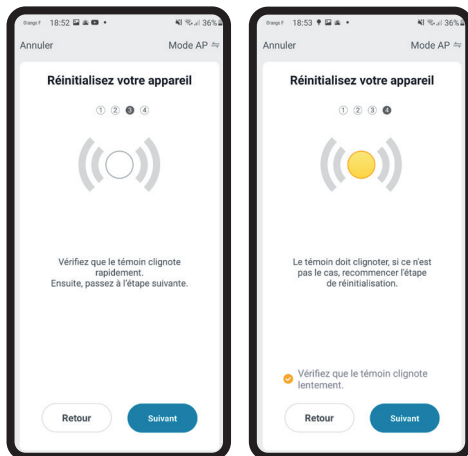 Orange F 18:52
36%
Annuler
Mode AP
Réinitialisez votre appareil
1 2 3 4
Vérifiez que le témoin clignote
rapidement.
Ensuite, passez à l'étape suivante.
Retour
Suivant
Orange F 18:53
36%
Annuler
Mode AP
Réinitialisez votre appareil
1 2 3 4
Le témoin doit clignoter, si ce n'est
pas le cas, recommencer l'étape
de réinitialisation.
Vérifiez que le témoin clignote
lentement.
Retour
Suivant